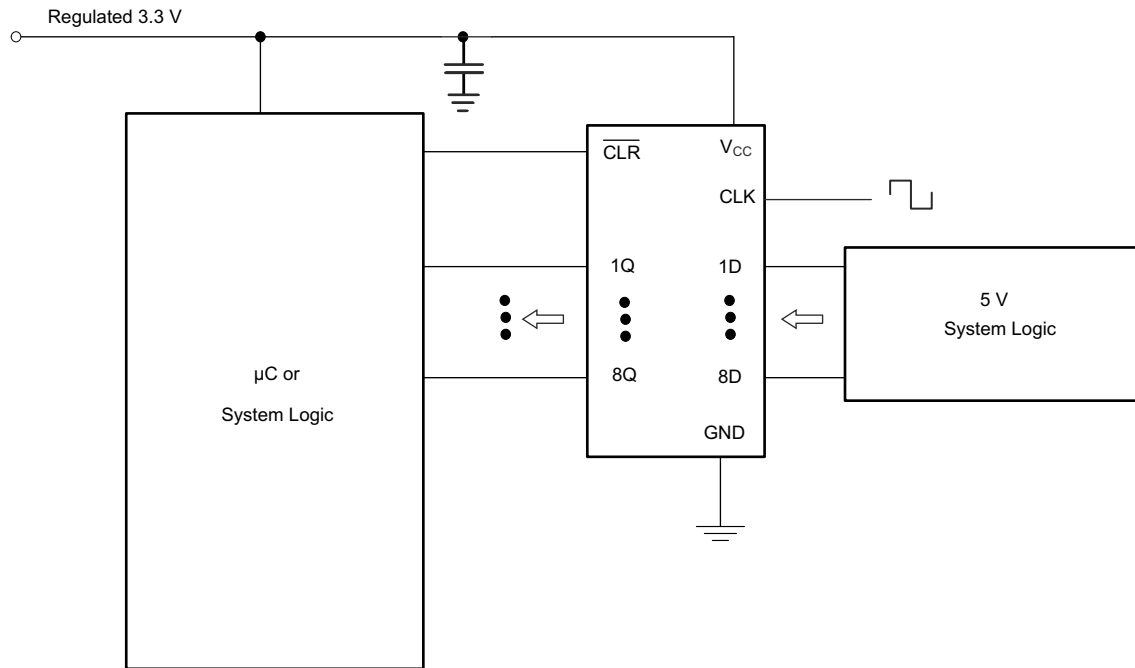 Regulated 3.3 V
CLR
VCC
CLK
1Q
1D
5 V
System Logic
µC or
System Logic
8Q
8D
GND